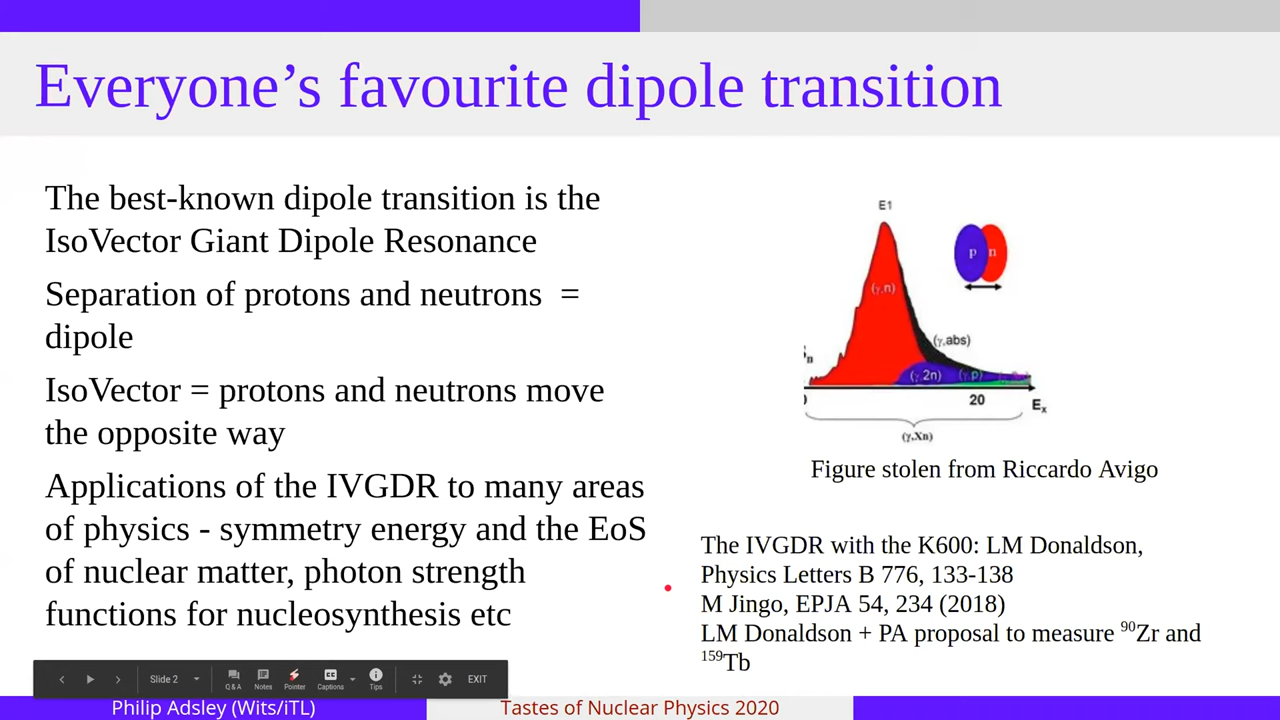 Everyone’s favourite dipole transition
The best-known dipole transition is the
IsoVector Giant Dipole Resonance
Separation of protons and neutrons =
dipole
IsoVector = protons and neutrons move
the opposite way
Applications of the IVGDR to many areas
of physics - symmetry energy and the EoS
of nuclear matter, photon strength
functions for nucleosynthesis etc
E1
p n
(γ,n)
(γ,abs)
(γ,2n) (γ,p)
20
Ex
(γ,Xn)
Figure stolen from Riccardo Avigo
The IVGDR with the K600: LM Donaldson,
Physics Letters B 776, 133-138
M Jingo, EPJA 54, 234 (2018)
LM Donaldson + PA proposal to measure ⁹⁰Zr and
¹⁵⁹Tb
Slide 2
Q & A Notes Pointer Captions Tips EXIT
Philip Adsley (Wits/iTL)
Tastes of Nuclear Physics 2020